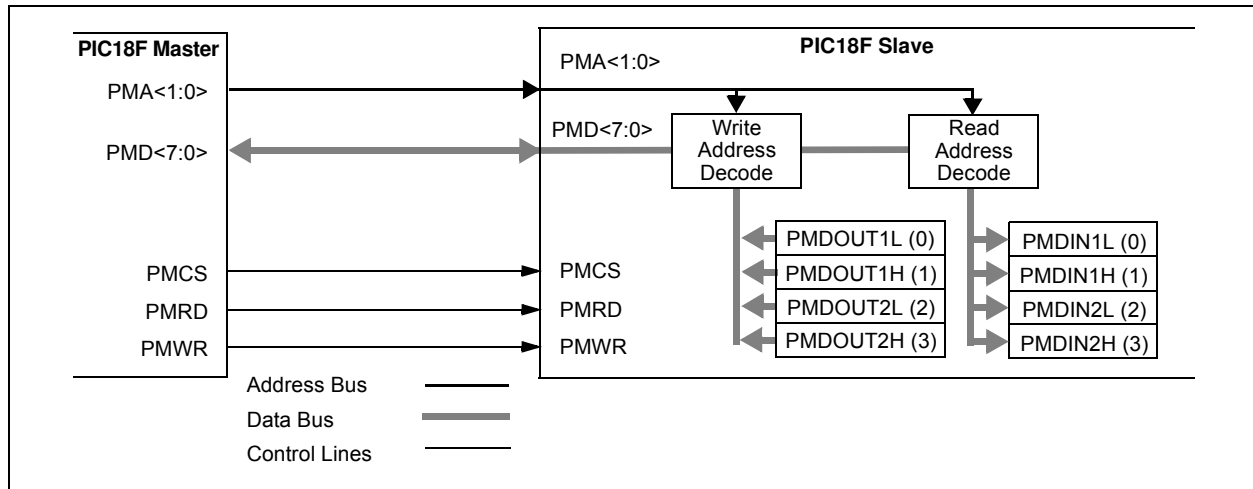 PIC18F Master
PMA<1:0>
PMD<7:0>
PMCS
PMRD
PMWR
PIC18F Slave
PMA<1:0>
PMD<7:0>
Write
Address
Decode
Read
Address
Decode
PMDOUT1L (0)
PMDOUT1H (1)
PMDOUT2L (2)
PMDOUT2H (3)
PMDIN1L (0)
PMDIN1H (1)
PMDIN2L (2)
PMDIN2H (3)
PMCS
PMRD
PMWR
Address Bus
Data Bus
Control Lines